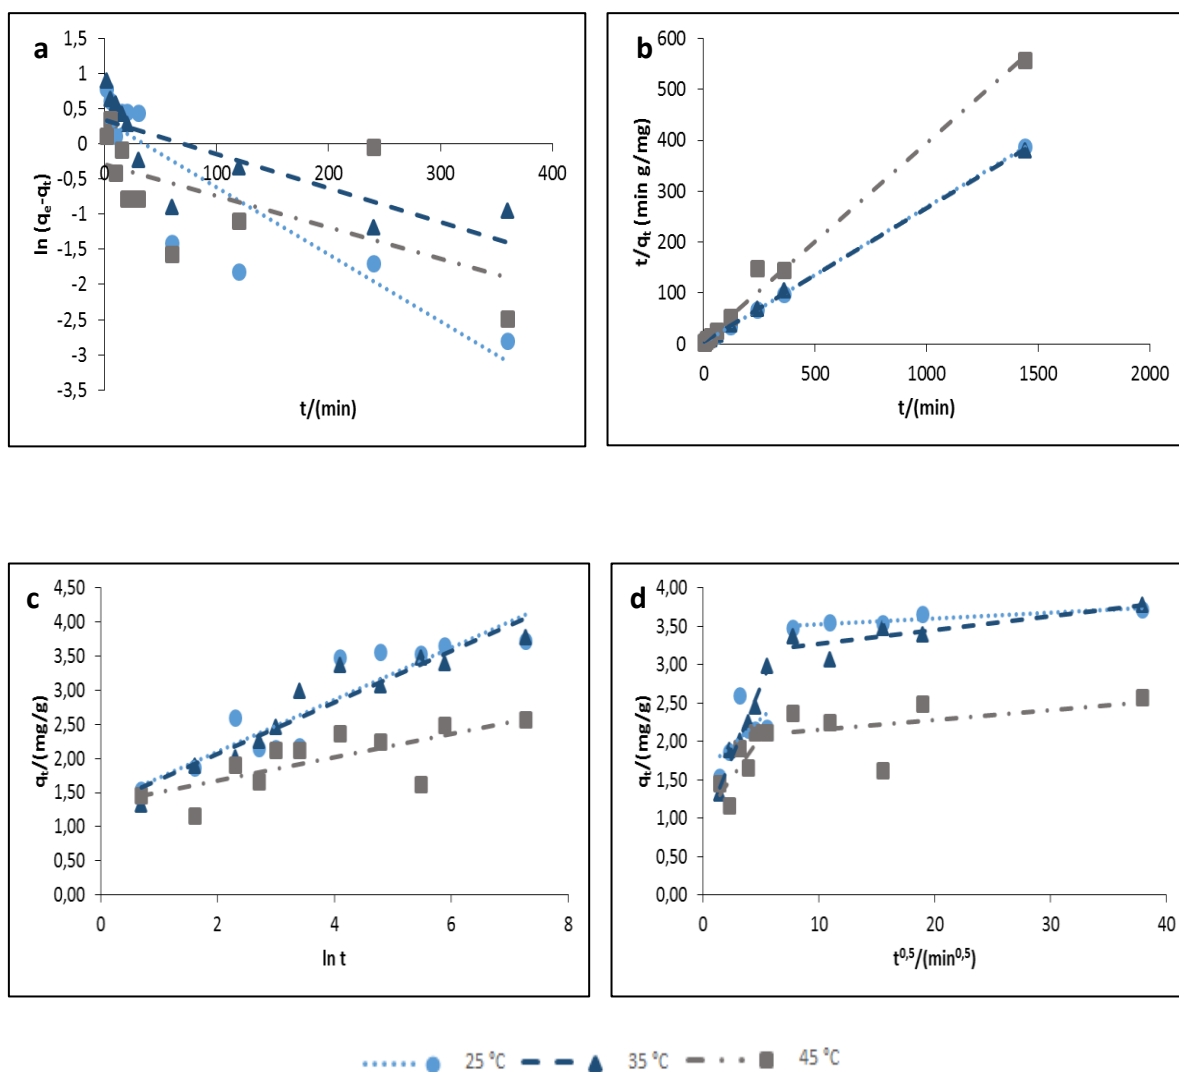 a
1,5
1
0,5
0
-0,5
-1
-1,5
-2
-2,5
-3
-3,5
0 100 200 300 400
ln (qe-qt)
t/(min)
b
600
500
400
300
200
100
0
0 500 1000 1500 2000
t/qt (min g/mg)
t/(min)
c
4,50
4,00
3,50
3,00
2,50
2,00
1,50
1,00
0,50
0,00
0 2 4 6 8
qt/(mg/g)
ln t
d
4,00
3,50
3,00
2,50
2,00
1,50
1,00
0,50
0,00
0 10 20 30 40
qt/(mg/g)
t^0,5/(min^0,5)
25 °C 35 °C 45 °C